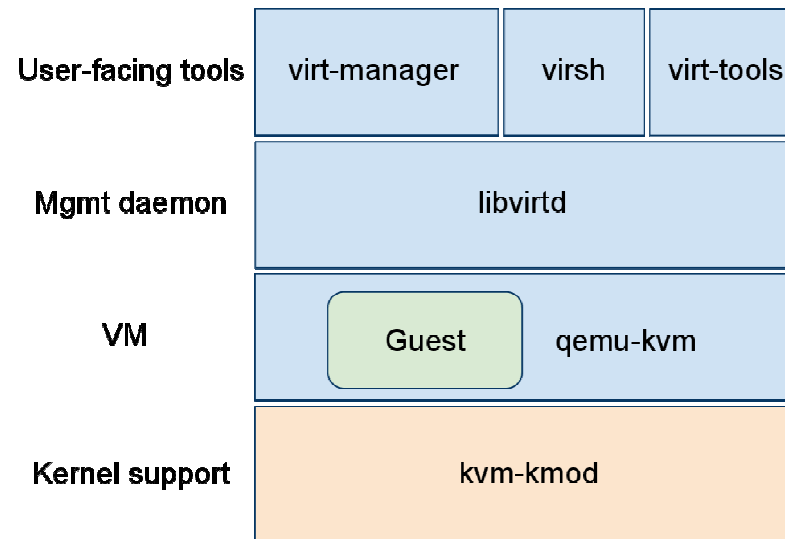 User-facing tools virt-manager virsh virt-tools
Mgmt daemon libvirtd
VM Guest qemu-kvm
Kernel support kvm-kmod